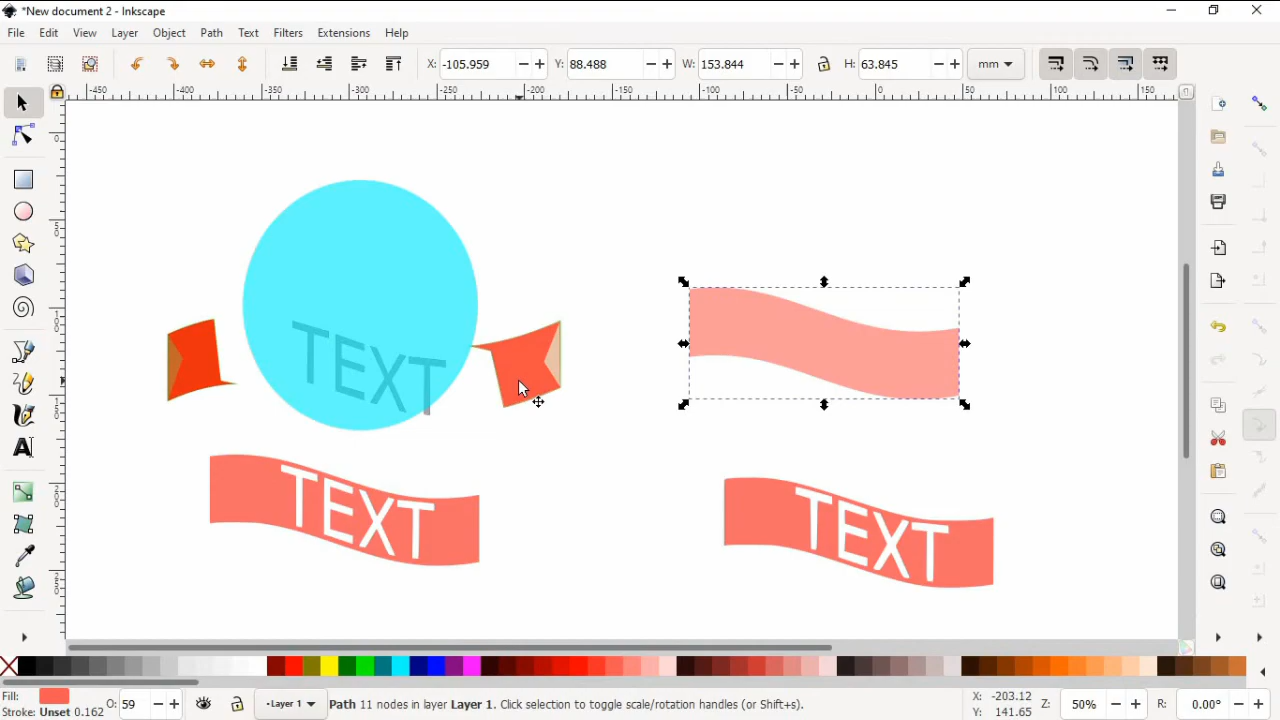 *New document 2 - Inkscape
File Edit View Layer Object Path Text Filters Extensions Help
X: -105.959 Y: 88.488 W: 153.844 H: 63.845 mm
-450 -400 -350 -300 -250 -200 -150 -100 -50 0 50 100 150
TEXT
TEXT
TEXT
Fill: O: 59 Layer 1 Path 11 nodes in layer Layer 1. Click selection to toggle scale/rotation handles (or Shift+s). X: -203.12 Z: 50% R: 0.00°
Stroke: Unset 0.162 Y: 141.65